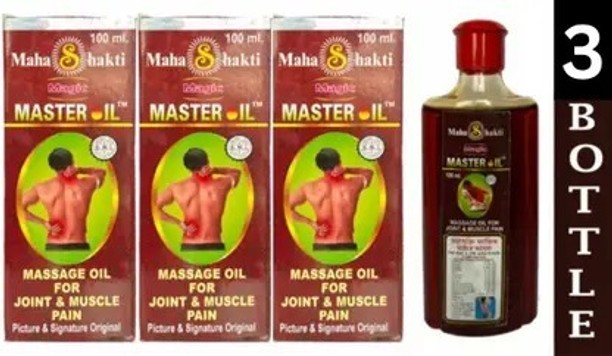 100 ml.
Maha Shakti
Magic
MASTER OIL™
MASSAGE OIL
FOR
JOINT & MUSCLE
PAIN
Picture & Signature Original
100 ml.
Maha Shakti
Magic
MASTER OIL™
MASSAGE OIL
FOR
JOINT & MUSCLE
PAIN
Picture & Signature Original
100 ml.
Maha Shakti
Magic
MASTER OIL™
MASSAGE OIL
FOR
JOINT & MUSCLE
PAIN
Picture & Signature Original
Maha Shakti
Magic
MASTER OIL™
100 ml
MASSAGE OIL FOR
JOINT & MUSCLE PAIN
3
BOTTLE